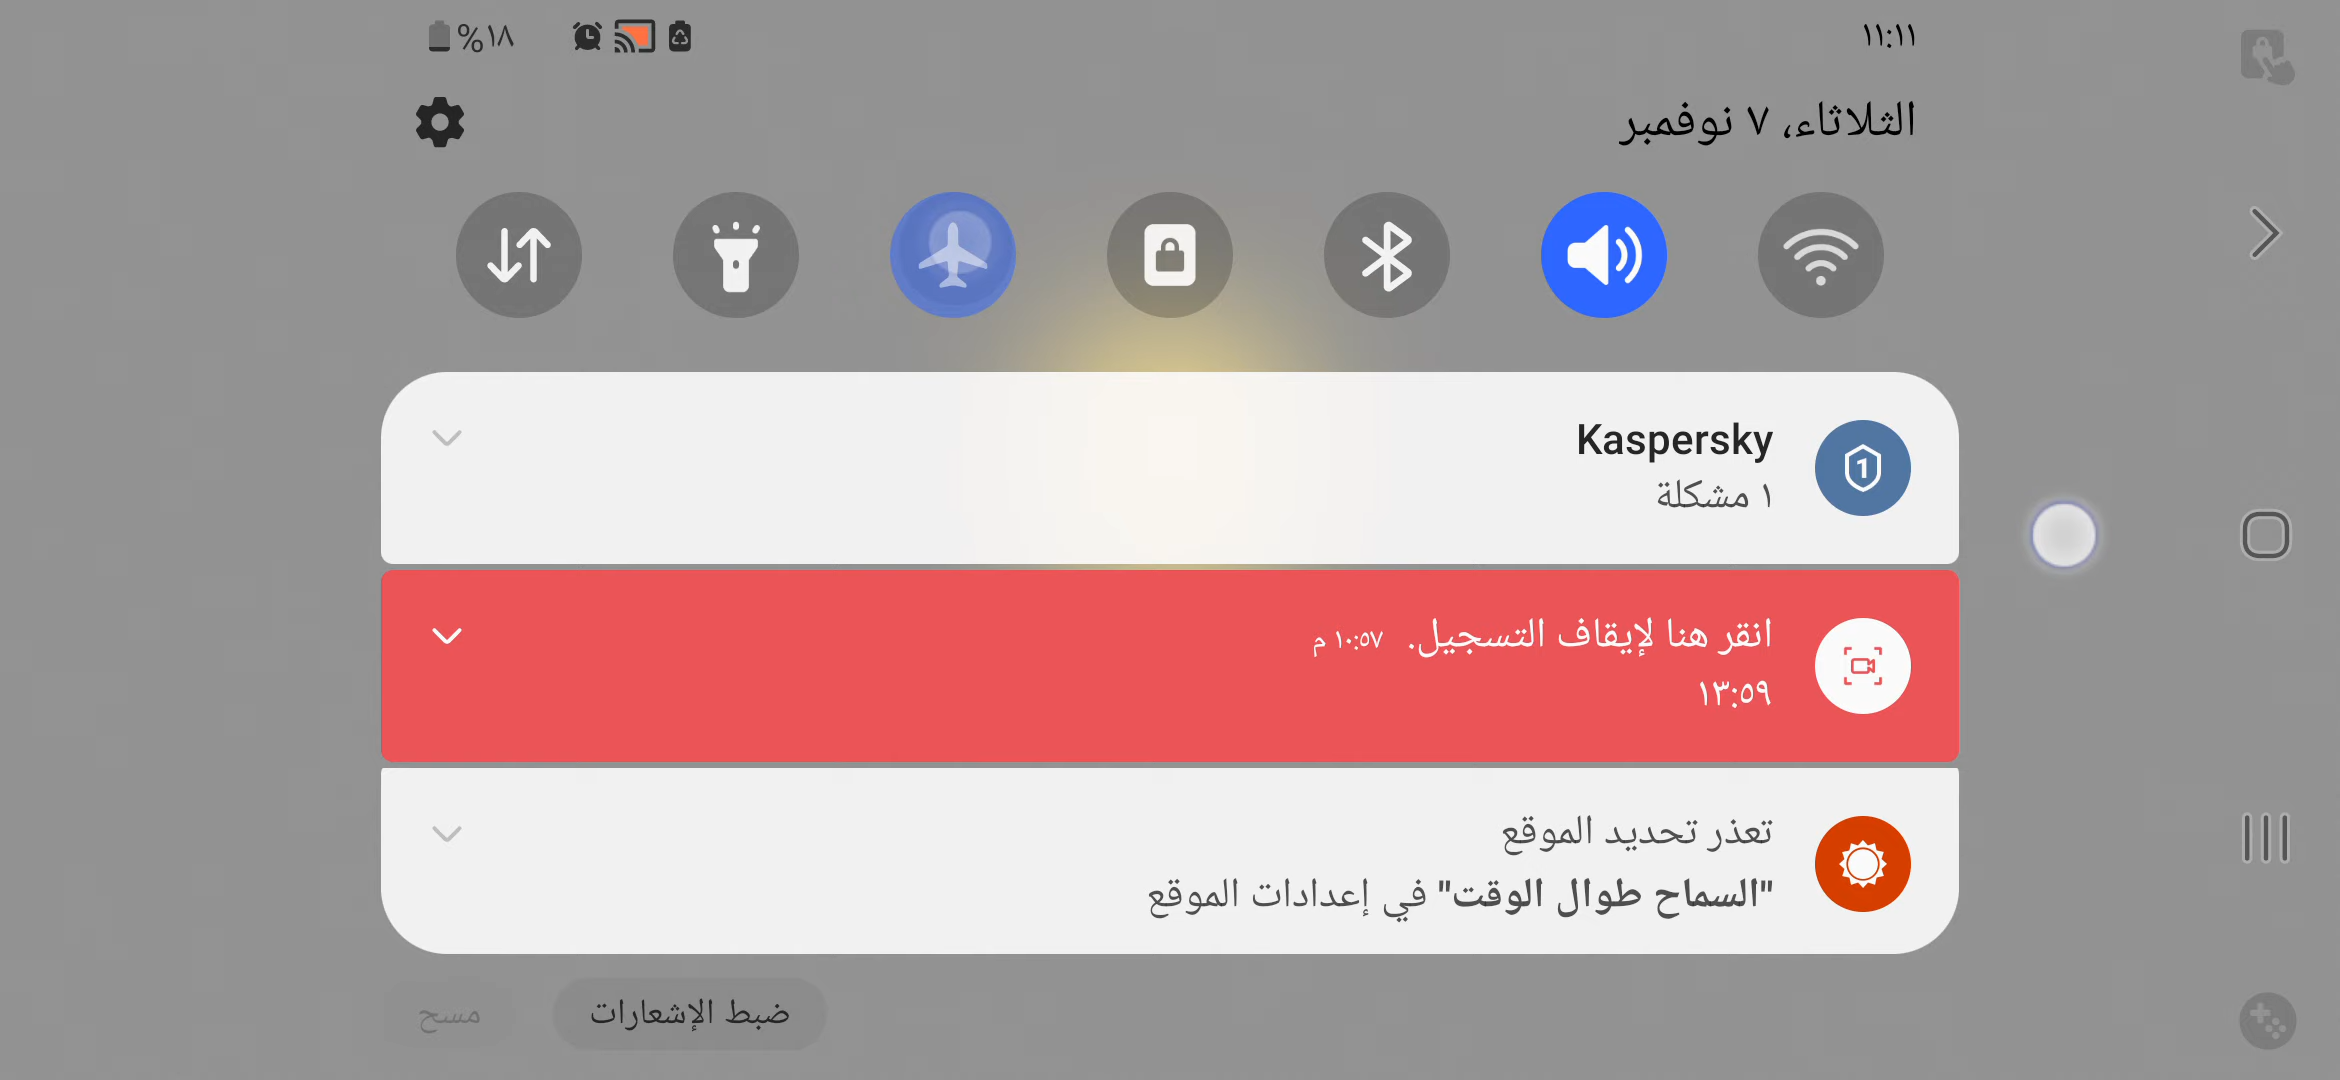 ١١:١١
١٨%
الثلاثاء، ٧ نوفمبر
Kaspersky
١ مشكلة
انقر هنا لإيقاف التسجيل. ١٠:٥٧ م
١٣:٥٩
تعذر تحديد الموقع
"السماح طوال الوقت" في إعدادات الموقع
ضبط الإشعارات
مسح